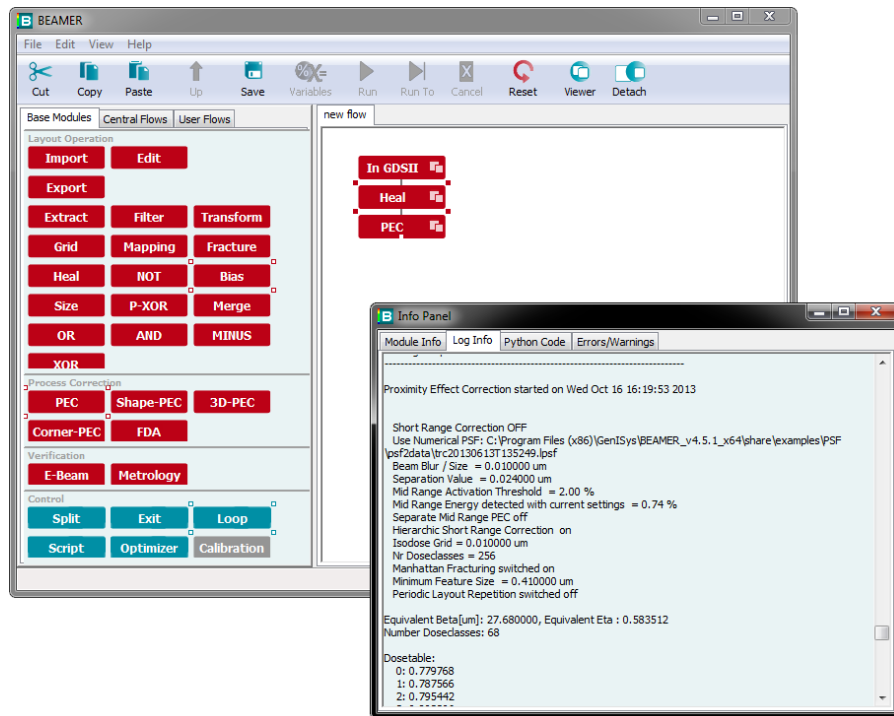 BEAMER
File Edit View Help
Cut Copy Paste Up Save Variables Run Run To Cancel Reset Viewer Detach
Base Modules Central Flows User Flows
new flow
Layout Operation
Import Edit
Export
Extract Filter Transform
Grid Mapping Fracture
Heal NOT Bias
Size P-XOR Merge
OR AND MINUS
XOR
Process Correction
PEC Shape-PEC 3D-PEC
Corner-PEC FDA
Verification
E-Beam Metrology
Control
Split Exit Loop
Script Optimizer Calibration
In GDSII
Heal
PEC
Info Panel
Module Info Log Info Python Code Errors/Warnings
Proximity Effect Correction started on Wed Oct 16 16:19:53 2013
Short Range Correction OFF
Use Numerical PSF: C:\Program Files (x86)\GenISys\BEAMER_v4.5.1_x64\share\examples\PSF
\psf2data\trc20130613T135249.lpsf
Beam Blur / Size = 0.010000 um
Separation Value = 0.024000 um
Mid Range Activation Threshold = 2.00 %
Mid Range Energy detected with current settings = 0.74 %
Separate Mid Range PEC off
Hierarchic Short Range Correction on
Isodose Grid = 0.010000 um
Nr Doseclasses = 256
Manhattan Fracturing switched on
Minimum Feature Size = 0.410000 um
Periodic Layout Repetition switched off
Equivalent Beta[um]: 27.680000, Equivalent Eta : 0.583512
Number Doseclasses: 68
Dosetable:
0: 0.779768
1: 0.787566
2: 0.795442